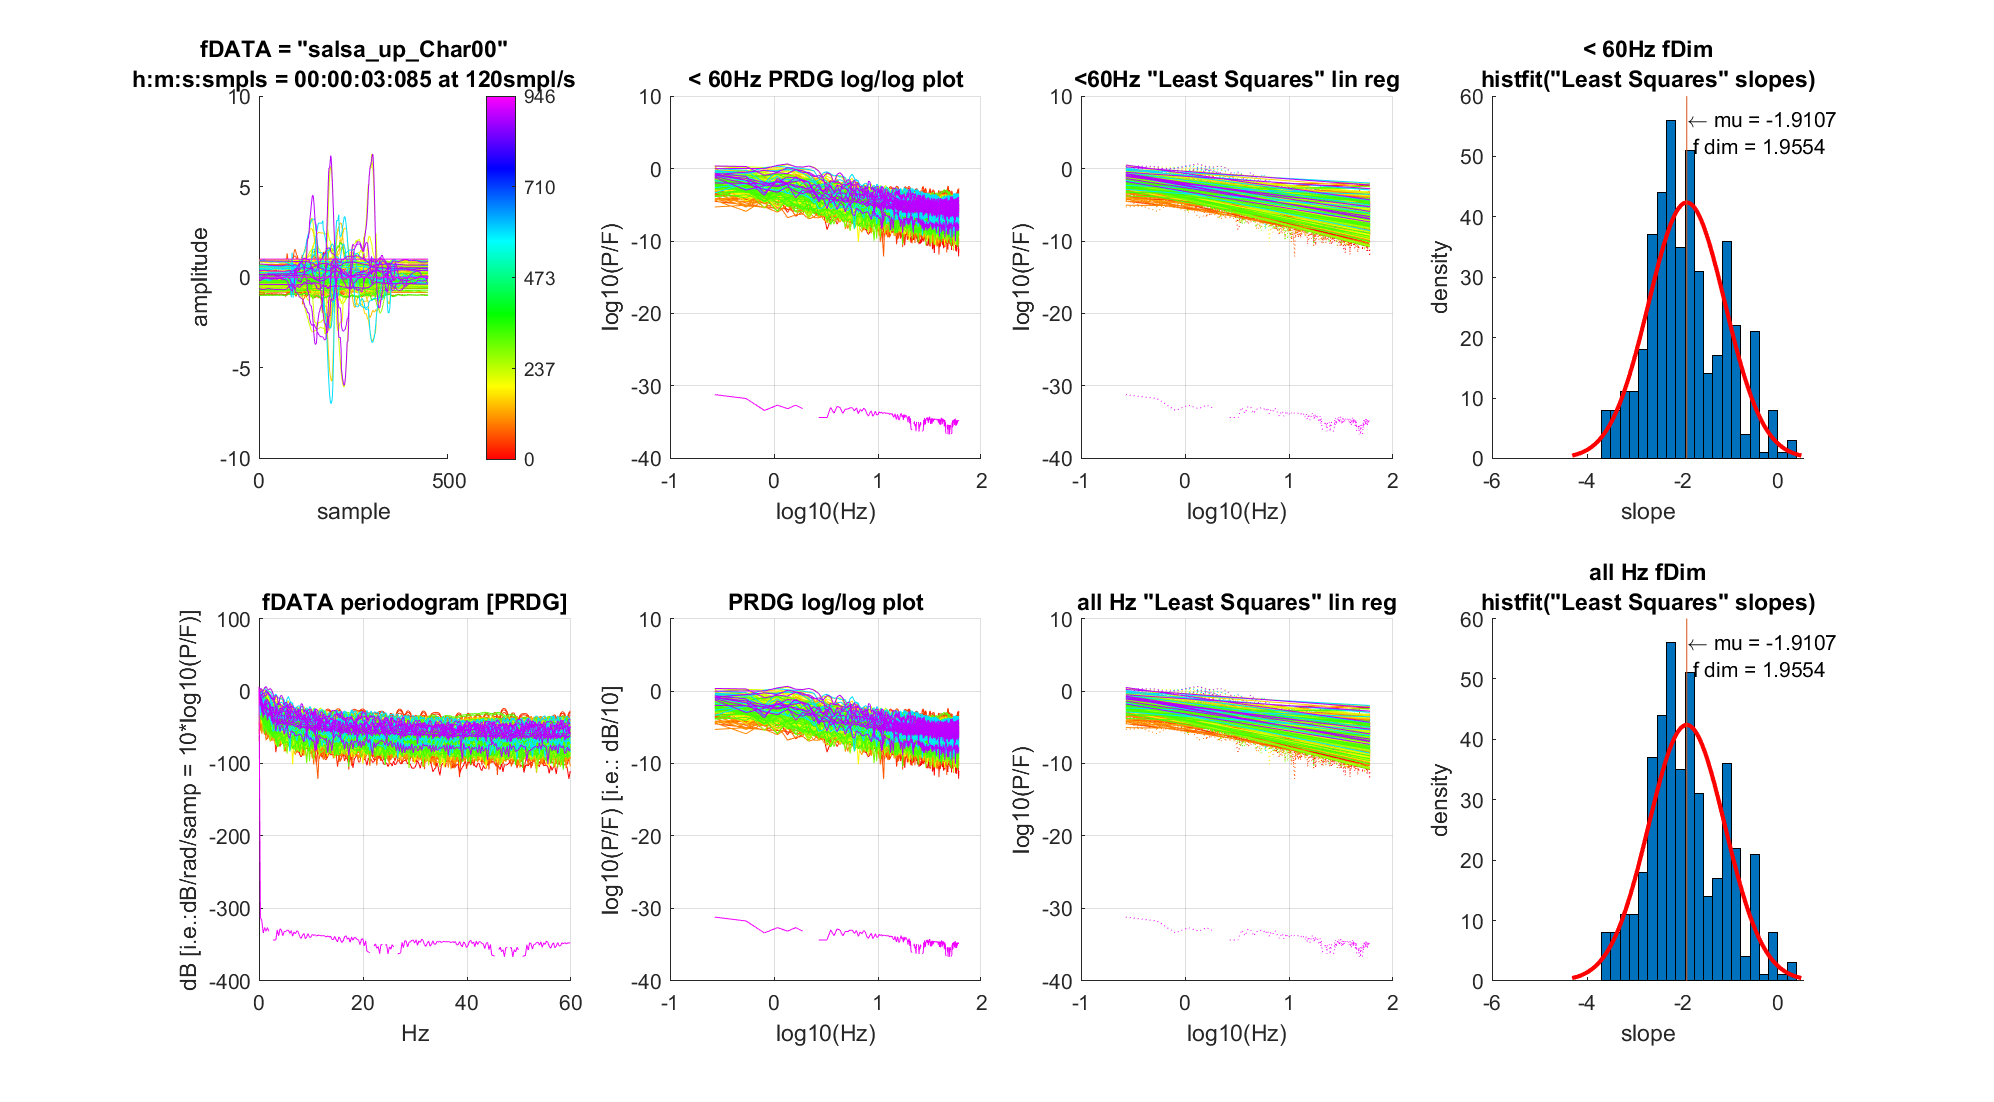 fDATA = "salsa_up_Char00"
h:m:s:smpls = 00:00:03:085 at 120smpl/s
10
5
0
-5
-10
amplitude
0
500
sample
946
710
473
237
0
< 60Hz PRDG log/log plot
10
0
-10
-20
-30
-40
log10(P/F)
-1
0
1
2
log10(Hz)
<60Hz "Least Squares" lin reg
10
0
-10
-20
-30
-40
log10(P/F)
-1
0
1
2
log10(Hz)
< 60Hz fDim
histfit("Least Squares" slopes)
60
50
40
30
20
10
0
density
← mu = -1.9107
f dim = 1.9554
-6
-4
-2
0
slope
fDATA periodogram [PRDG]
100
0
-100
-200
-300
-400
dB [i.e.:dB/rad/samp = 10*log10(P/F)]
0
20
40
60
Hz
PRDG log/log plot
10
0
-10
-20
-30
-40
log10(P/F) [i.e.: dB/10]
-1
0
1
2
log10(Hz)
all Hz "Least Squares" lin reg
10
0
-10
-20
-30
-40
log10(P/F)
-1
0
1
2
log10(Hz)
all Hz fDim
histfit("Least Squares" slopes)
60
50
40
30
20
10
0
density
← mu = -1.9107
f dim = 1.9554
-6
-4
-2
0
slope